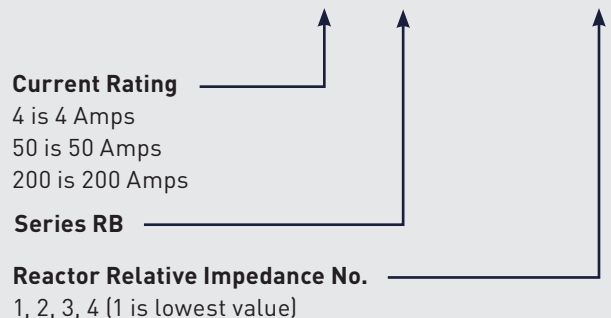 Current Rating
4 is 4 Amps
50 is 50 Amps
200 is 200 Amps
Series RB
Reactor Relative Impedance No.
1, 2, 3, 4 (1 is lowest value)